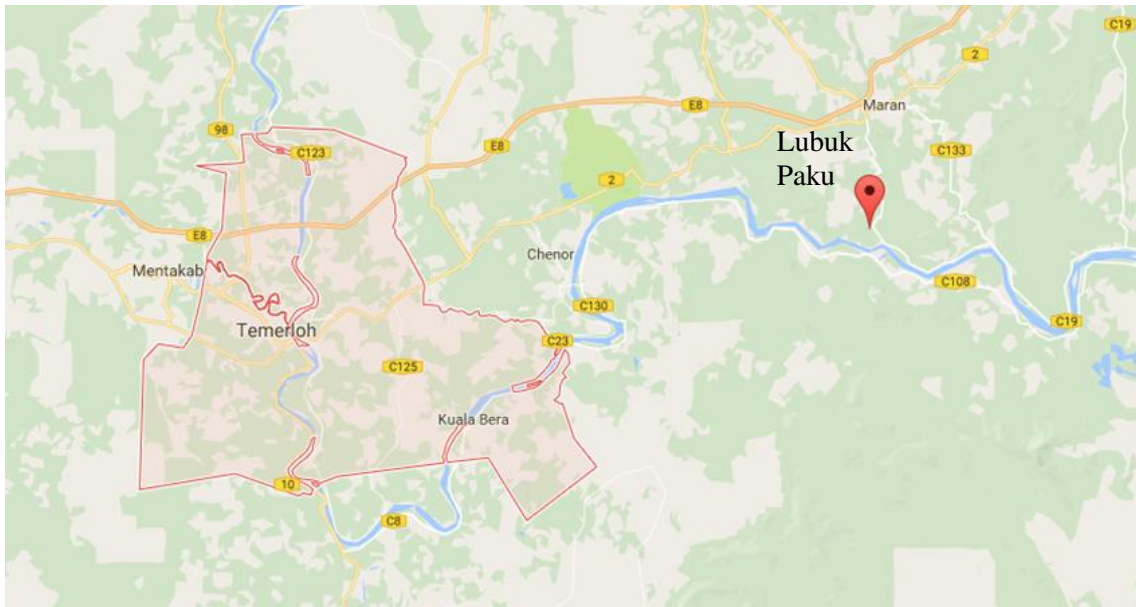 C19
2
E8
Maran
98
C123
E8
C133
Lubuk
Paku
2
E8
Chenor
Mentakab
C108
C130
C19
Temerloh
C23
C125
Kuala Bera
10
C8